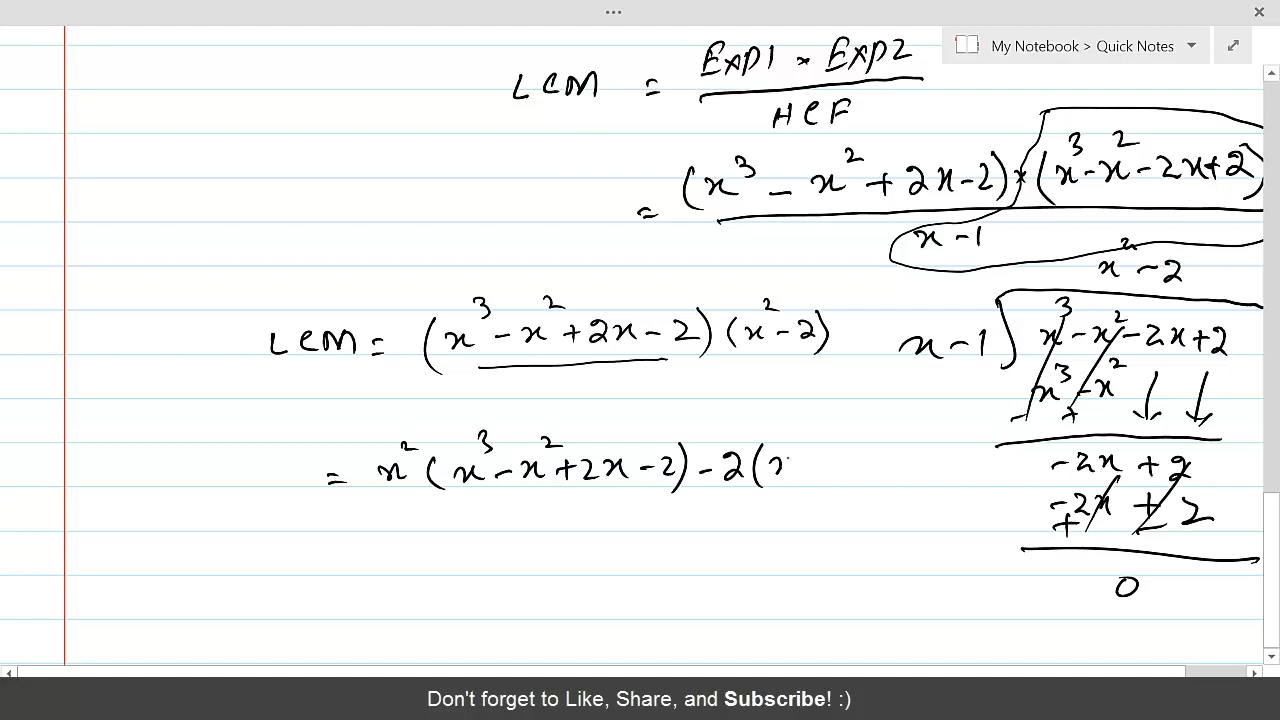 My Notebook > Quick Notes
LCM = Exp1 × Exp2 / HCF
= (x³ - x² + 2x - 2) × (x³ - x² - 2x + 2) / x - 1
x² - 2
LCM = (x³ - x² + 2x - 2)(x² - 2)
x - 1 ) x³ - x² - 2x + 2
x³ - x²
- +
= x² (x³ - x² + 2x - 2) - 2(
-2x + 2
-2x + 2
+ -
0
Don't forget to Like, Share, and Subscribe! :)